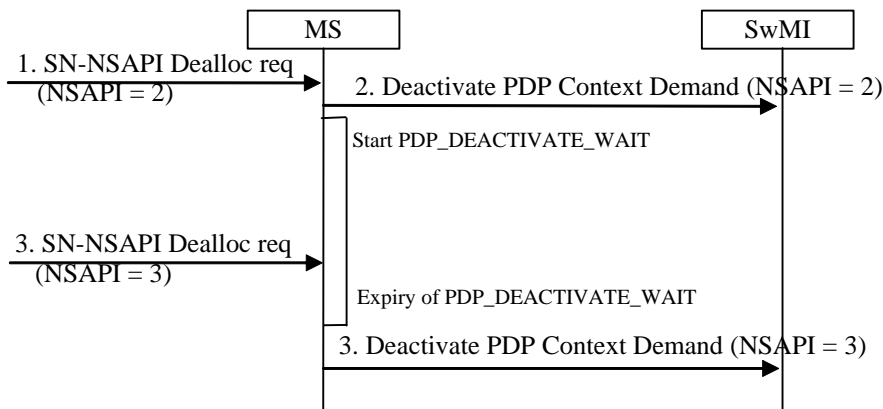 MS
SwMI
1. SN-NSAPI Dealloc req
(NSAPI = 2)
2. Deactivate PDP Context Demand (NSAPI = 2)
Start PDP_DEACTIVATE_WAIT
3. SN-NSAPI Dealloc req
(NSAPI = 3)
Expiry of PDP_DEACTIVATE_WAIT
3. Deactivate PDP Context Demand (NSAPI = 3)